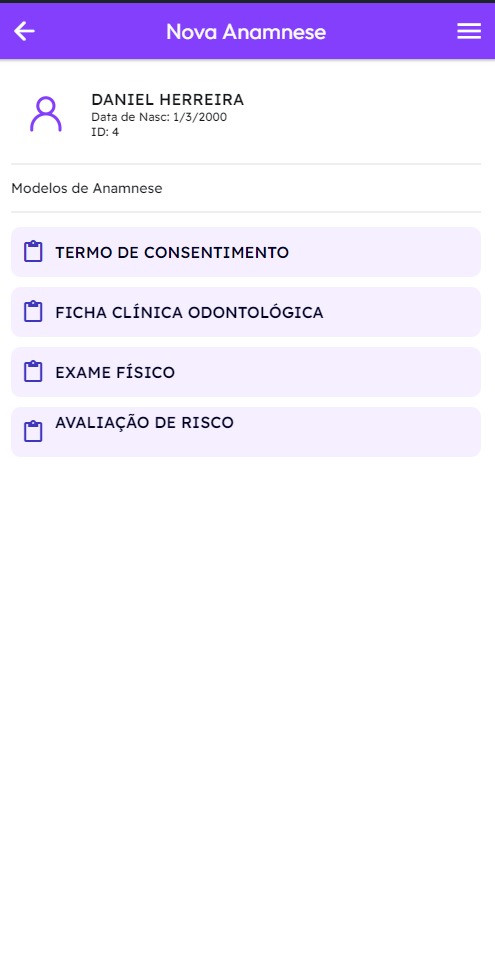 Nova Anamnese
DANIEL HERREIRA
Data de Nasc: 1/3/2000
ID: 4
Modelos de Anamnese
TERMO DE CONSENTIMENTO
FICHA CLÍNICA ODONTOLÓGICA
EXAME FÍSICO
AVALIAÇÃO DE RISCO